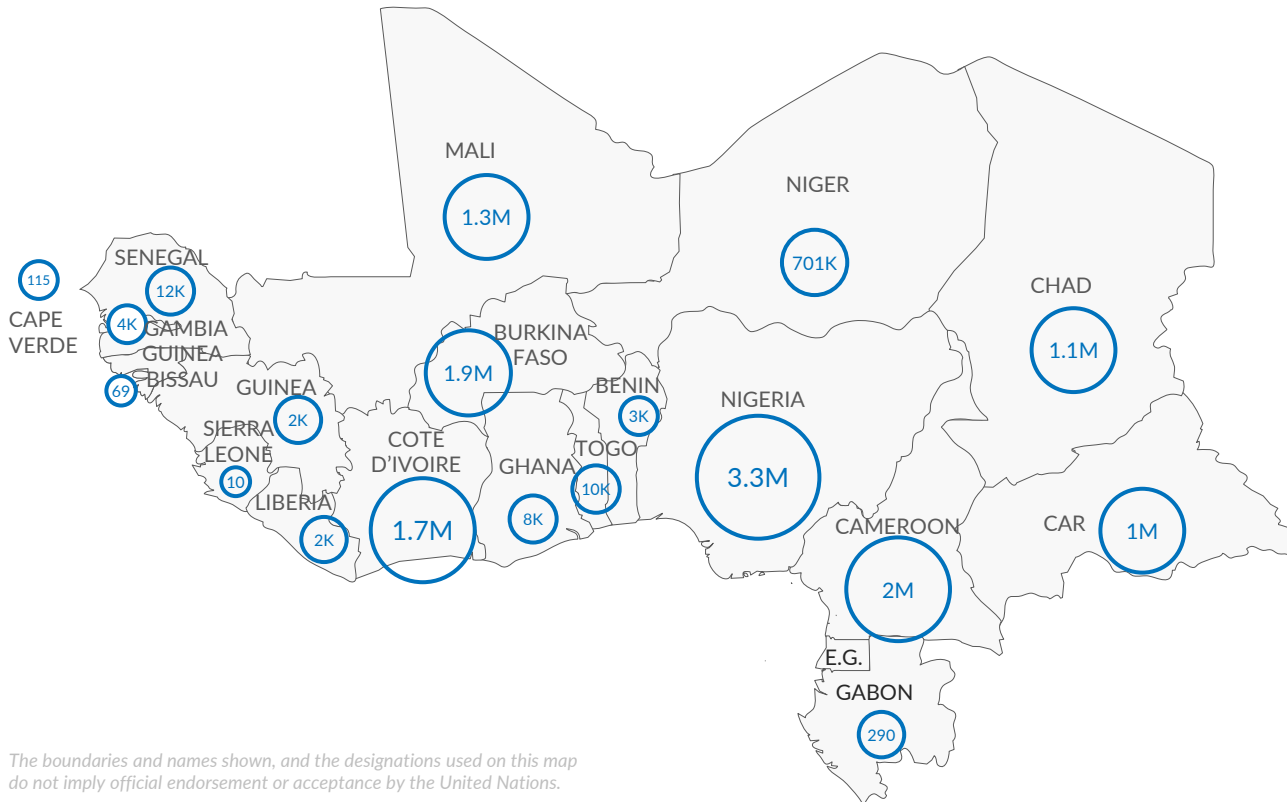 MALI
1.3M
NIGER
701K
CHAD
1.1M
SENEGAL
12K
115
CAPE
VERDE
4K
GAMBIA
GUINEA
BISSAU
69
GUINEA
2K
SIERRA
LEONE
10
LIBERIA
2K
COTE
D'IVOIRE
1.7M
BURKINA
FASO
1.9M
BENIN
3K
GHANA
8K
TOGO
10K
NIGERIA
3.3M
CAMEROON
2M
CAR
1M
E.G.
GABON
290
The boundaries and names shown, and the designations used on this map
do not imply official endorsement or acceptance by the United Nations.